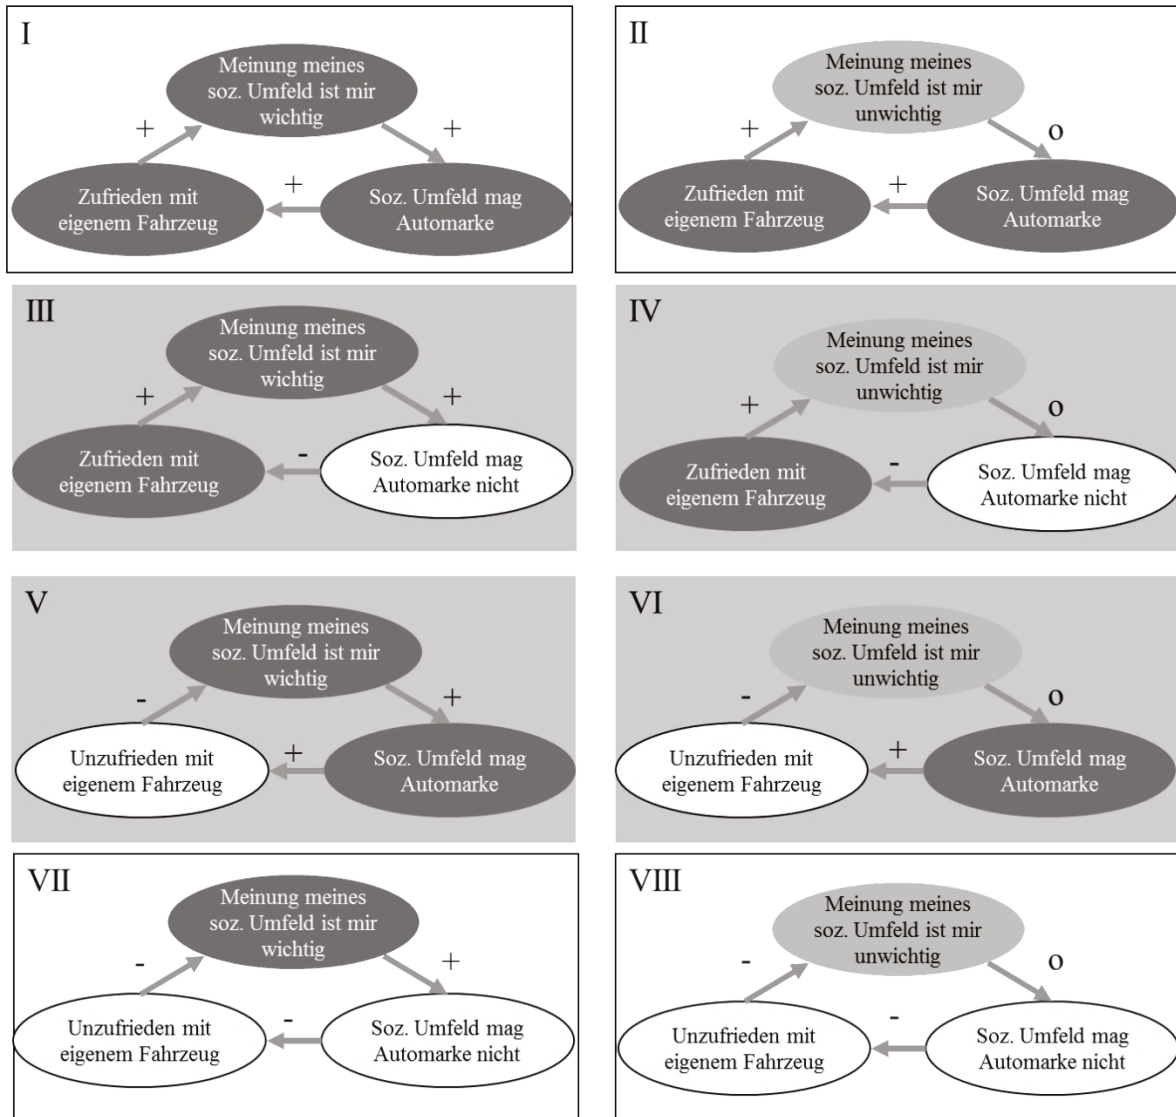 I
Meinung meines
soz. Umfeld ist mir
wichtig
+
+
Zufrieden mit
eigenem Fahrzeug
+
Soz. Umfeld mag
Automarke
II
Meinung meines
soz. Umfeld ist mir
unwichtig
+
o
Zufrieden mit
eigenem Fahrzeug
+
Soz. Umfeld mag
Automarke
III
Meinung meines
soz. Umfeld ist mir
wichtig
+
+
Zufrieden mit
eigenem Fahrzeug
-
Soz. Umfeld mag
Automarke nicht
IV
Meinung meines
soz. Umfeld ist mir
unwichtig
+
o
Zufrieden mit
eigenem Fahrzeug
-
Soz. Umfeld mag
Automarke nicht
V
Meinung meines
soz. Umfeld ist mir
wichtig
-
+
Unzufrieden mit
eigenem Fahrzeug
+
Soz. Umfeld mag
Automarke
VI
Meinung meines
soz. Umfeld ist mir
unwichtig
-
o
Unzufrieden mit
eigenem Fahrzeug
+
Soz. Umfeld mag
Automarke
VII
Meinung meines
soz. Umfeld ist mir
wichtig
-
+
Unzufrieden mit
eigenem Fahrzeug
-
Soz. Umfeld mag
Automarke nicht
VIII
Meinung meines
soz. Umfeld ist mir
unwichtig
-
o
Unzufrieden mit
eigenem Fahrzeug
-
Soz. Umfeld mag
Automarke nicht